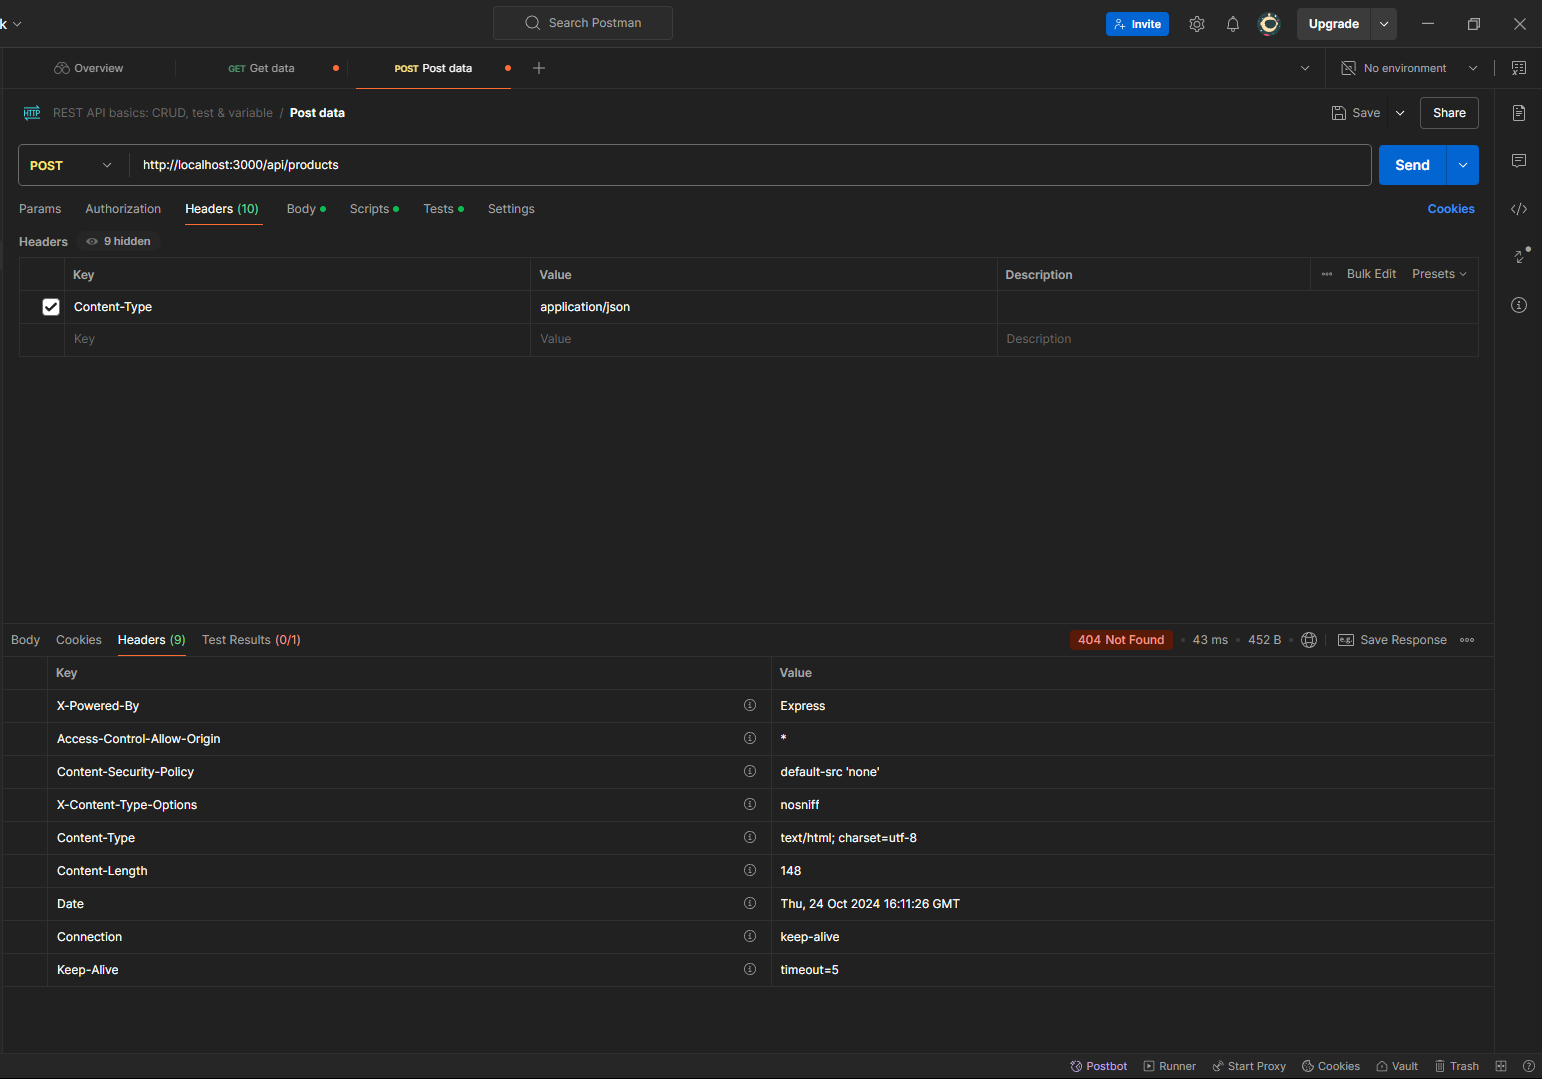 k
Search Postman
Invite
Upgrade
Overview
GET Get data
POST Post data
No environment
HTTP
REST API basics: CRUD, test & variable / Post data
Save
Share
POST
http://localhost:3000/api/products
Send
Params
Authorization
Headers (10)
Body
Scripts
Tests
Settings
Cookies
Headers
9 hidden
Key
Value
Description
Bulk Edit
Presets
Content-Type
application/json
Key
Value
Description
Body
Cookies
Headers (9)
Test Results (0/1)
404 Not Found
43 ms
452 B
e.g.
Save Response
Key
Value
X-Powered-By
Express
Access-Control-Allow-Origin
*
Content-Security-Policy
default-src 'none'
X-Content-Type-Options
nosniff
Content-Type
text/html; charset=utf-8
Content-Length
148
Date
Thu, 24 Oct 2024 16:11:26 GMT
Connection
keep-alive
Keep-Alive
timeout=5
Postbot
Runner
Start Proxy
Cookies
Vault
Trash